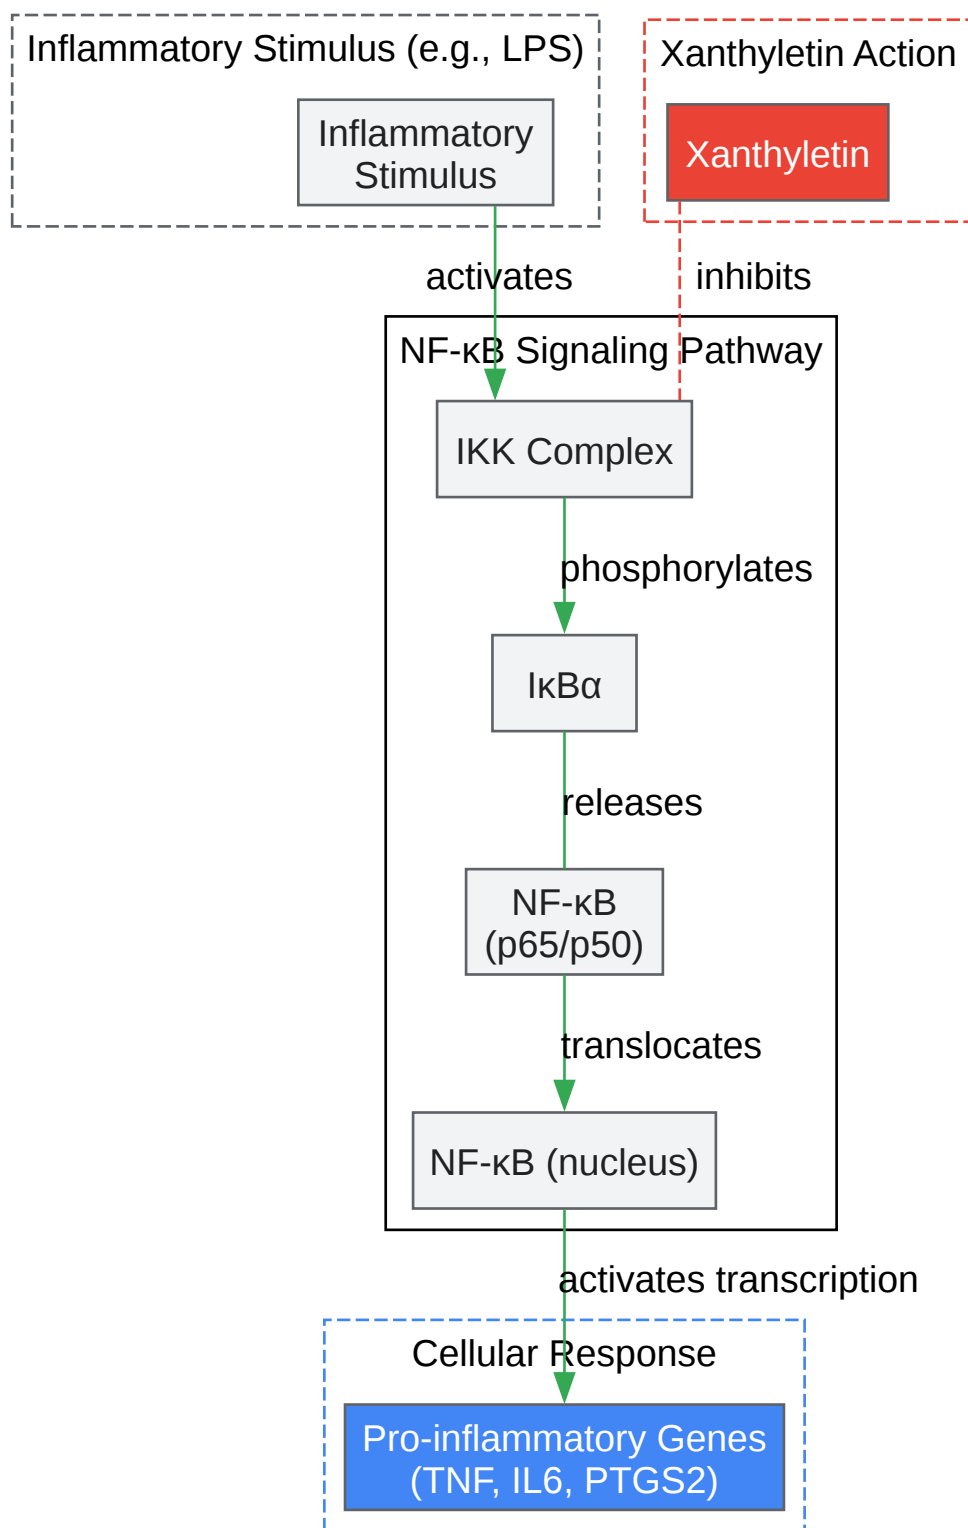 Inflammatory Stimulus (e.g., LPS)
Xanthyletin Action
Inflammatory
Stimulus
Xanthyletin
activates
inhibits
NF-κB Signaling Pathway
IKK Complex
phosphorylates
IκBα
releases
NF-κB
(p65/p50)
translocates
NF-κB (nucleus)
activates transcription
Cellular Response
Pro-inflammatory Genes
(TNF, IL6, PTGS2)